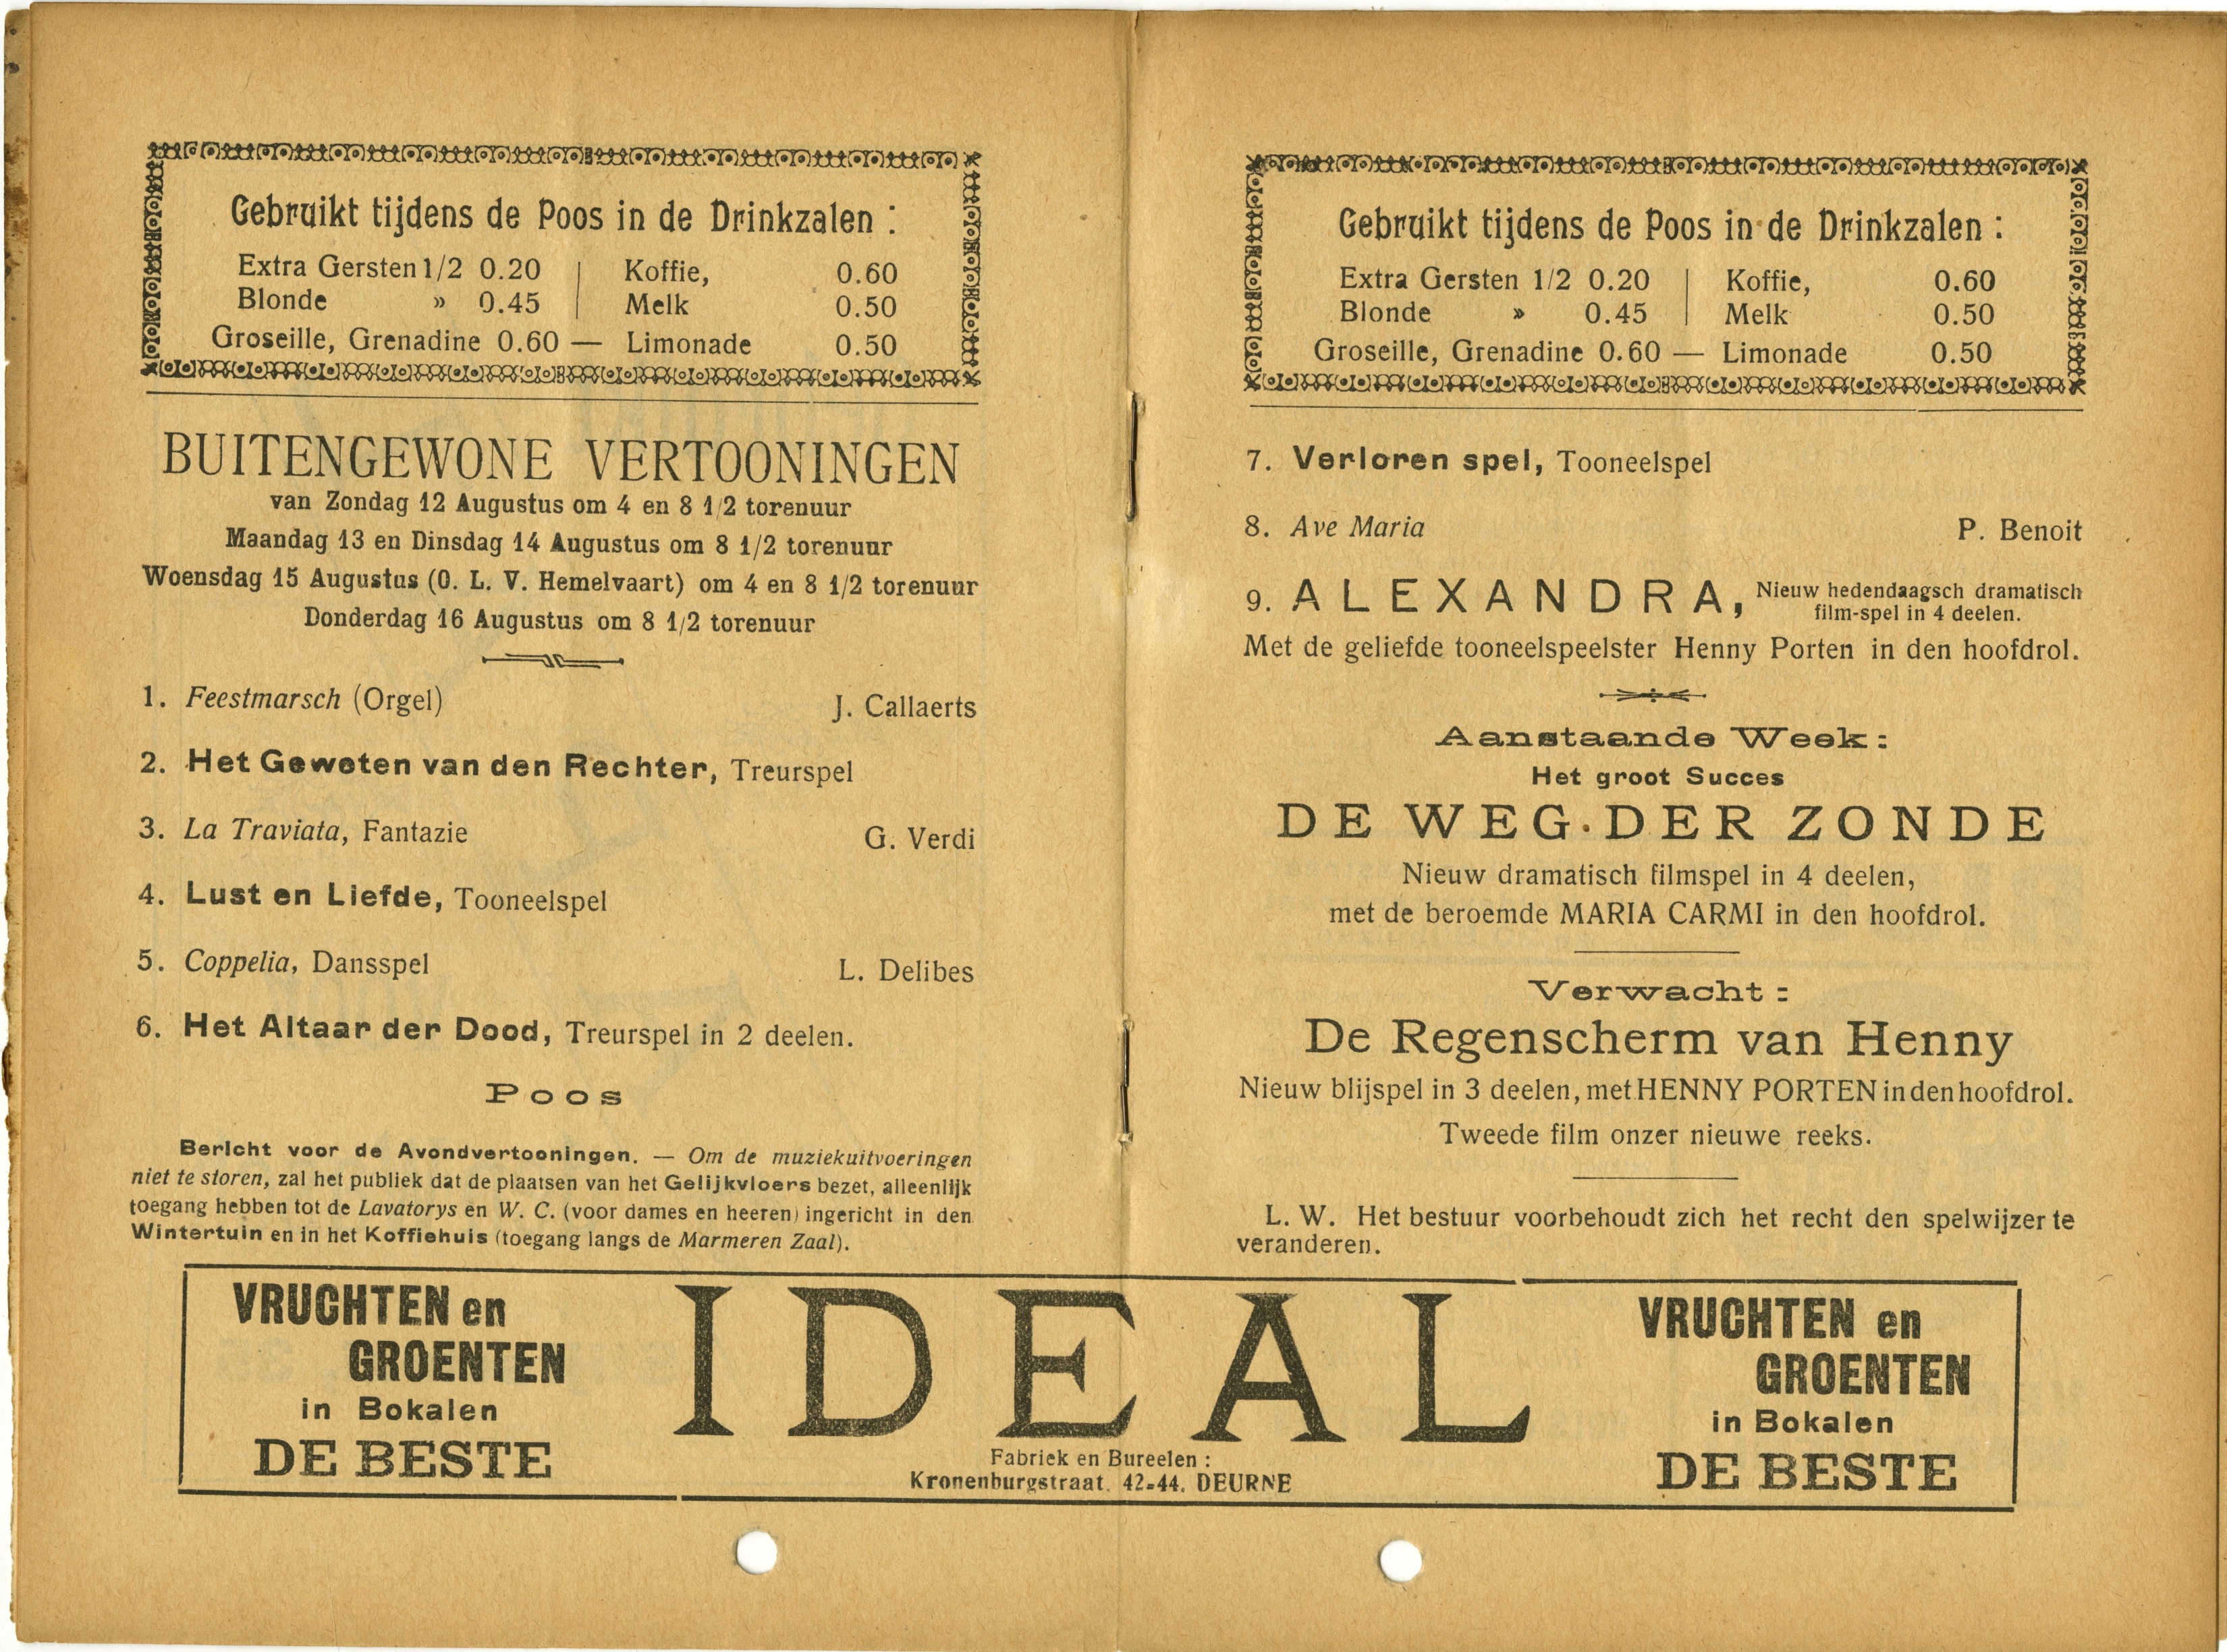 Gebruikt tijdens de Poos in de Drinkzalen :
Extra Gersten 1/2 0.20 | Koffie, 0.60
Blonde » 0.45 | Melk 0.50
Groseille, Grenadine 0.60 — Limonade 0.50
BUITENGEWONE VERTOONINGEN
van Zondag 12 Augustus om 4 en 8 1/2 torenuur
Maandag 13 en Dinsdag 14 Augustus om 8 1/2 torenuur
Woensdag 15 Augustus (O. L. V. Hemelvaart) om 4 en 8 1/2 torenuur
Donderdag 16 Augustus om 8 1/2 torenuur
1. Feestmarsch (Orgel) J. Callaerts
2. Het Geweten van den Rechter, Treurspel
3. La Traviata, Fantazie G. Verdi
4. Lust en Liefde, Tooneelspel
5. Coppelia, Dansspel L. Delibes
6. Het Altaar der Dood, Treurspel in 2 deelen.
Poos
Bericht voor de Avondvertooningen. — Om de muziekuitvoeringen
niet te storen, zal het publiek dat de plaatsen van het Gelijkvloers bezet, alleenlijk
toegang hebben tot de Lavatorys en W. C. (voor dames en heeren) ingericht in den
Wintertuin en in het Koffiehuis (toegang langs de Marmeren Zaal).
Gebruikt tijdens de Poos in de Drinkzalen :
Extra Gersten 1/2 0.20 | Koffie, 0.60
Blonde » 0.45 | Melk 0.50
Groseille, Grenadine 0.60 — Limonade 0.50
7. Verloren spel, Tooneelspel
8. Ave Maria P. Benoit
9. ALEXANDRA, Nieuw hedendaagsch dramatisch
film-spel in 4 deelen.
Met de geliefde tooneelspeelster Henny Porten in den hoofdrol.
Aanstaande Week :
Het groot Succes
DE WEG DER ZONDE
Nieuw dramatisch filmspel in 4 deelen,
met de beroemde MARIA CARMI in den hoofdrol.
Verwacht :
De Regenscherm van Henny
Nieuw blijspel in 3 deelen, met HENNY PORTEN in den hoofdrol.
Tweede film onzer nieuwe reeks.
L. W. Het bestuur voorbehoudt zich het recht den spelwijzer te
veranderen.
VRUCHTEN en
GROENTEN
in Bokalen
DE BESTE
IDEAL
Fabriek en Bureelen :
Kronenburgstraat, 42-44, DEURNE
VRUCHTEN en
GROENTEN
in Bokalen
DE BESTE